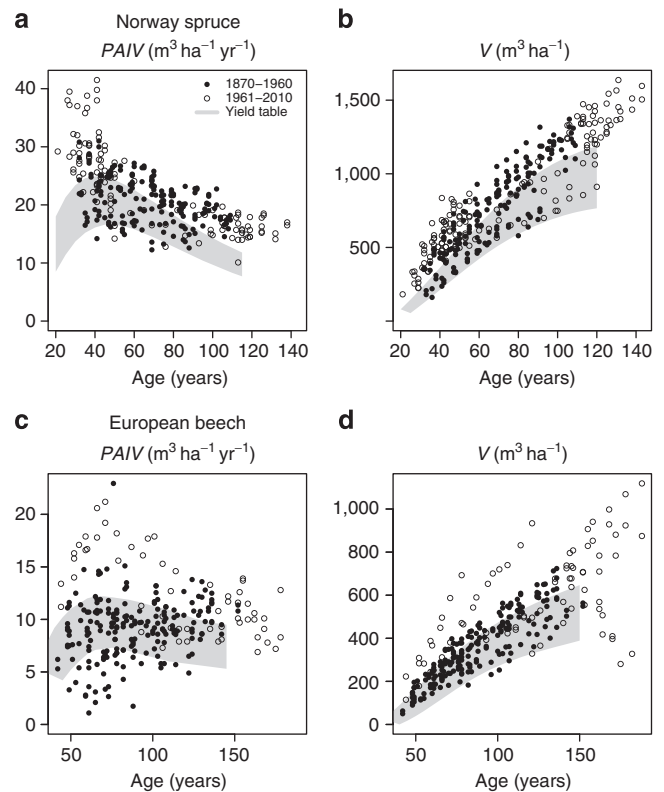 a Norway spruce b
PAIV (m³ ha⁻¹ yr⁻¹) V (m³ ha⁻¹)
40
30
20
10
0
1870–1960
1961–2010
Yield table
20 40 60 80 100 120 140
Age (years)
1,500
1,000
500
20 40 60 80 100 120 140
Age (years)
c European beech d
PAIV (m³ ha⁻¹ yr⁻¹) V (m³ ha⁻¹)
20
15
10
5
0
50 100 150
Age (years)
1,000
800
600
400
200
0
50 100 150
Age (years)